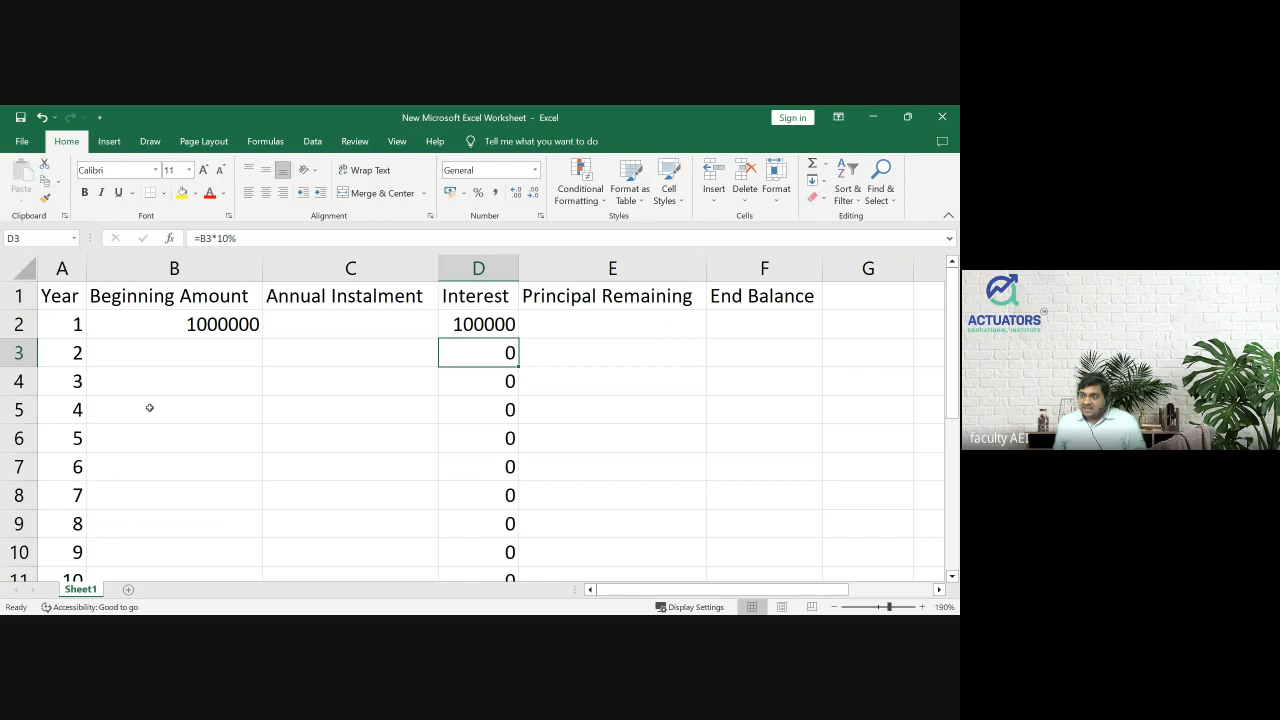 New Microsoft Excel Worksheet - Excel
Sign in
File Home Insert Draw Page Layout Formulas Data Review View Help Tell me what you want to do
Paste
Calibri 11
B I U
Wrap Text
Merge & Center
General
Conditional Formatting
Format as Table
Cell Styles
Insert Delete Format
Sort & Filter
Find & Select
Clipboard Font Alignment Number Styles Cells Editing
D3 fx =B3*10%
A B C D E F G
1 Year Beginning Amount Annual Instalment Interest Principal Remaining End Balance
2 1 1000000 100000
3 2 0
4 3 0
5 4 0
6 5 0
7 6 0
8 7 0
9 8 0
10 9 0
11 10 0
Sheet1
Ready Accessibility: Good to go Display Settings 190%
ACTUATORS
EDUCATIONAL INSTITUTE
faculty AEI